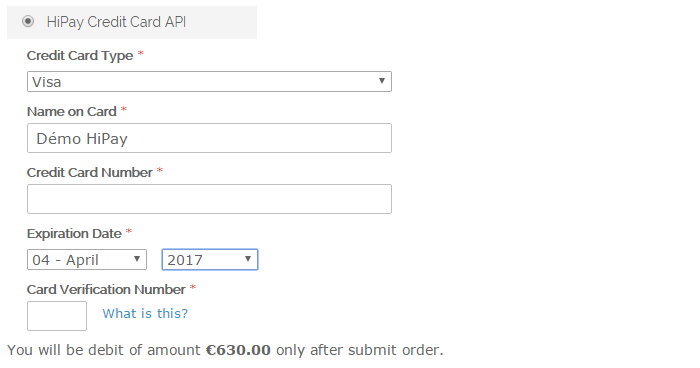 HiPay Credit Card API
Credit Card Type *
Visa
Name on Card *
Démo HiPay
Credit Card Number *
Expiration Date *
04 - April 2017
Card Verification Number *
What is this?
You will be debit of amount €630.00 only after submit order.